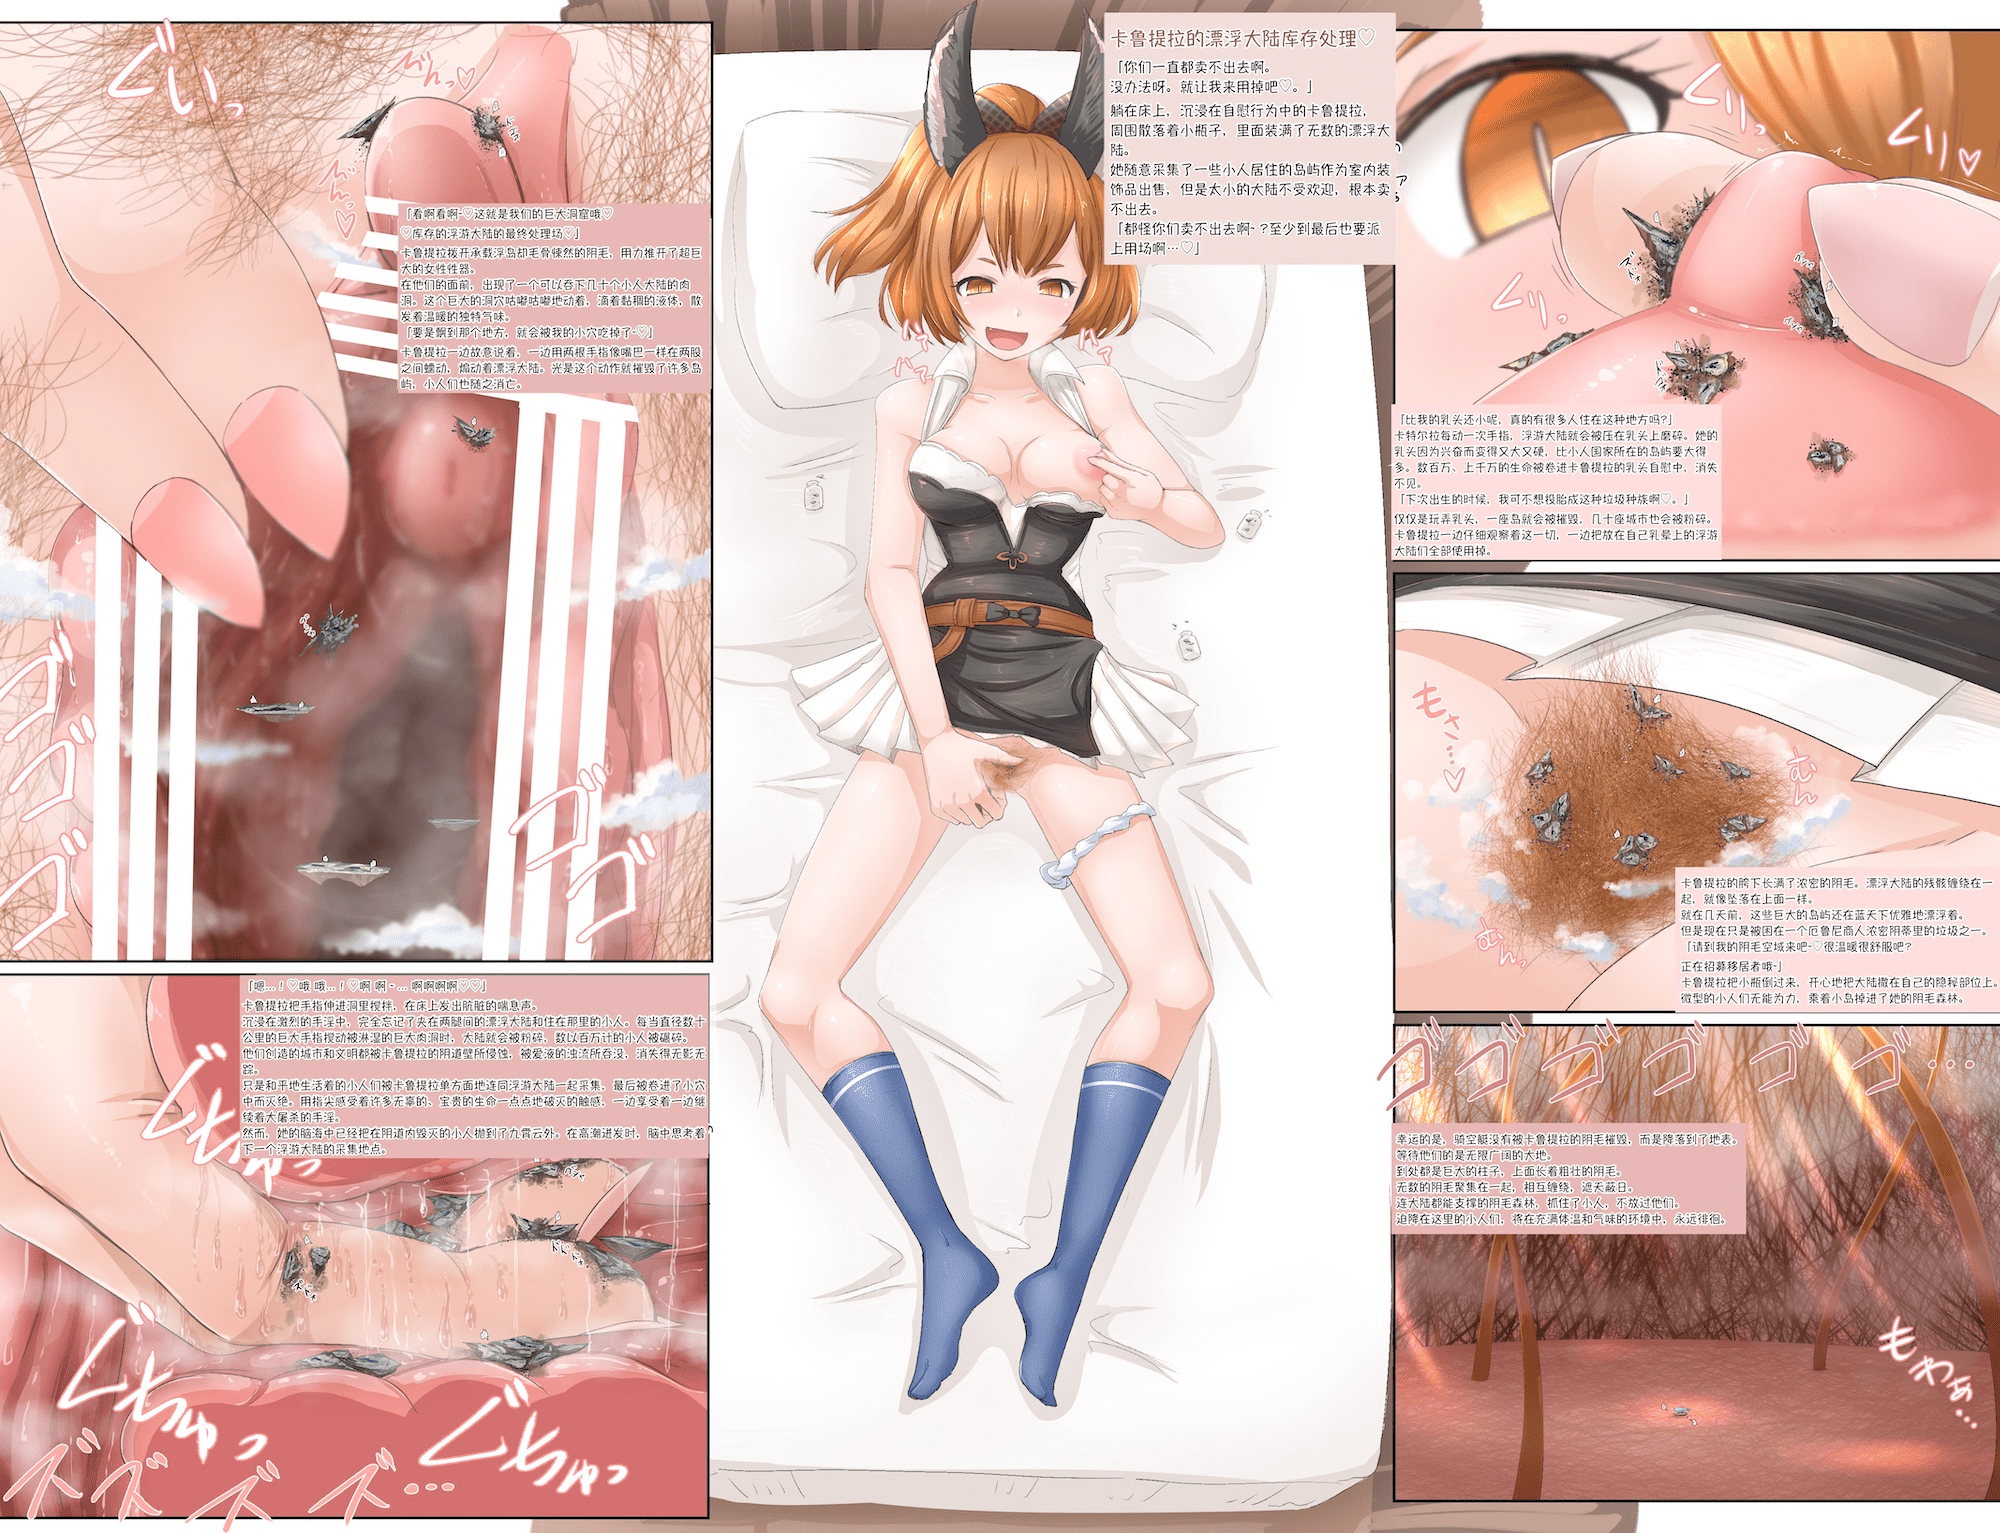 卡鲁提拉的漂浮大陆库存处理♡
「你们一直都卖不出去啊。
没办法呀。就让我来用掉吧♡。」
躺在床上，沉浸在自慰行为中的卡鲁提拉，
周围散落着小瓶子，里面装满了无数的漂浮大
陆。
她随意采集了一些小人居住的岛屿作为室内装
饰品出售，但是太小的大陆不受欢迎，根本卖
不出去。
「都怪你们卖不出去啊~？至少到最后也要派
上用场啊…♡」
ハァ
ハァ
クリっ
クリっ♡
「比我的乳头还小呢，真的有很多人住在这种地方吗?」
卡特尔拉每动一次手指，浮游大陆就会被压在乳头上磨碎。她的
乳头因为兴奋而变得又大又硬，比小人国家所在的岛屿要大得
多。数百万、上千万的生命被卷进卡鲁提拉的乳头自慰中，消失
不见。
「下次出生的时候，我可不想投胎成这种垃圾种族啊♡。」
仅仅是玩弄乳头，一座岛就会被摧毁，几十座城市也会被粉碎。
卡鲁提拉一边仔细观察着这一切，一边把放在自己乳晕上的浮游
大陆们全部使用掉。
もさ…♡
むん
むんっ
卡鲁提拉的胯下长满了浓密的阴毛。漂浮大陆的残骸缠绕在一
起，就像坠落在上面一样。
就在几天前，这些巨大的岛屿还在蓝天下优雅地漂浮着。
但是现在只是被困在一个厄鲁尼商人浓密阴蒂里的垃圾之一。
「请到我的阴毛空域来吧~♡很温暖很舒服吧?
正在招募移居者哦~」
卡鲁提拉把小瓶倒过来，开心地把大陆撒在自己的隐秘部位上。
微型的小人们无能为力，乘着小岛掉进了她的阴毛森林。
ゴゴゴゴゴゴ…
幸运的是，骑空艇没有被卡鲁提拉的阴毛摧毁，而是降落到了地表。
等待他们的是无限广阔的大地。
到处都是巨大的柱子，上面长着粗壮的阴毛。
无数的阴毛聚集在一起，相互缠绕，遮天蔽日。
连大陆都能支撑的阴毛森林，抓住了小人，不放过他们。
迫降在这里的小人们，将在充满体温和气味的环境中，永远徘徊。
もわぁ…
ぐいっ
むんっ♡
むんっ♡
「看啊看啊~♡这就是我们的巨大洞窟哦♡
♡库存的浮游大陆的最终处理场♡」
卡鲁提拉拨开承载浮岛却毛骨悚然的阴毛，用力推开了超巨
大的女性性器。
在他们的面前，出现了一个可以吞下几十个小人大陆的肉
洞。这个巨大的洞穴咕嘟咕嘟地动着，滴着黏稠的液体，散
发着温暖的独特气味。
「要是飘到那个地方，就会被我的小穴吃掉了~♡」
卡鲁提拉一边故意说着，一边用两根手指像嘴巴一样在两股
之间蠕动，煽动着漂浮大陆。光是这个动作就摧毁了许多岛
屿，小人们也随之消亡。
ゴゴゴゴ
ゴゴゴ
「嗯…！♡哦 哦…！♡啊 啊~… 啊啊啊啊♡♡」
卡鲁提拉把手指伸进洞里搅拌，在床上发出肮脏的喘息声。
沉浸在激烈的手淫中，完全忘记了夹在两腿间的漂浮大陆和住在那里的小人。每当直径数十
公里的巨大手指搅动被淋湿的巨大肉洞时，大陆就会被粉碎，数以百万计的小人被碾碎。
他们创造的城市和文明都被卡鲁提拉的阴道壁所侵蚀，被爱液的浊流所吞没，消失得无影无
踪。
只是和平地生活着的小人们被卡鲁提拉单方面地连同浮游大陆一起采集，最后被卷进了小穴
中而灭绝。用指尖感受着许多无辜的、宝贵的生命一点点地破灭的触感，一边享受着一边继
续着大屠杀的手淫。
然而，她的脑海中已经把在阴道内毁灭的小人抛到了九霄云外。在高潮迸发时，脑中思考着
下一个浮游大陆的采集地点。
ぐちゅっ
ぐちゅっ
ぐちゅっ
ズズズズズ…